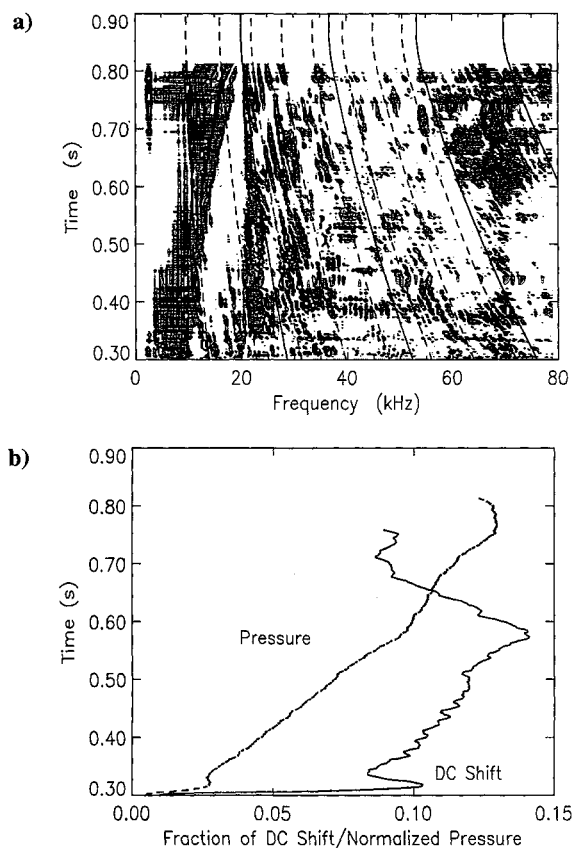 a)
0.90
0.80
0.70
0.60
0.50
0.40
0.30
Time (s)
0 20 40 60 80
Frequency (kHz)
b)
0.90
0.80
0.70
0.60
0.50
0.40
0.30
Time (s)
Pressure
DC Shift
0.00 0.05 0.10 0.15
Fraction of DC Shift/Normalized Pressure